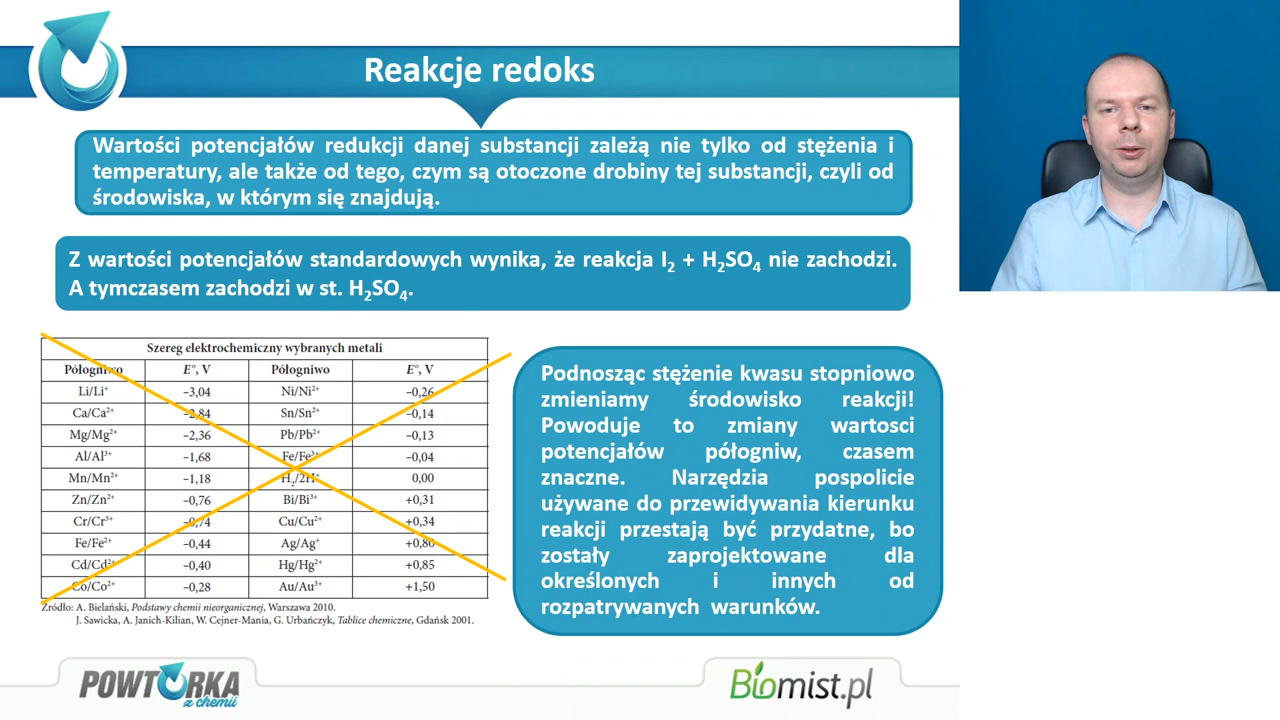 Reakcje redoks
Wartości potencjałów redukcji danej substancji zależą nie tylko od stężenia i
temperatury, ale także od tego, czym są otoczone drobiny tej substancji, czyli od
środowiska, w którym się znajdują.
Z wartości potencjałów standardowych wynika, że reakcja I₂ + H₂SO₄ nie zachodzi.
A tymczasem zachodzi w st. H₂SO₄.
Szereg elektrochemiczny wybranych metali
Półogniwo E°, V Półogniwo E°, V
Li/Li⁺ –3,04 Ni/Ni²⁺ –0,26
Ca/Ca²⁺ –2,84 Sn/Sn²⁺ –0,14
Mg/Mg²⁺ –2,36 Pb/Pb²⁺ –0,13
Al/Al³⁺ –1,68 Fe/Fe³⁺ –0,04
Mn/Mn²⁺ –1,18 H₂/2H⁺ 0,00
Zn/Zn²⁺ –0,76 Bi/Bi³⁺ +0,31
Cr/Cr³⁺ –0,74 Cu/Cu²⁺ +0,34
Fe/Fe²⁺ –0,44 Ag/Ag⁺ +0,80
Cd/Cd²⁺ –0,40 Hg/Hg²⁺ +0,85
Co/Co²⁺ –0,28 Au/Au³⁺ +1,50
Źródło: A. Bielański, Podstawy chemii nieorganicznej, Warszawa 2010.
J. Sawicka, A. Janich-Kilian, W. Cejner-Mania, G. Urbańczyk, Tablice chemiczne, Gdańsk 2001.
Podnosząc stężenie kwasu stopniowo
zmieniamy środowisko reakcji!
Powoduje to zmiany wartosci
potencjałów półogniw, czasem
znaczne. Narzędzia pospolicie
używane do przewidywania kierunku
reakcji przestają być przydatne, bo
zostały zaprojektowane dla
określonych i innych od
rozpatrywanych warunków.
POWTÓRKA
z chemii
Biomist.pl